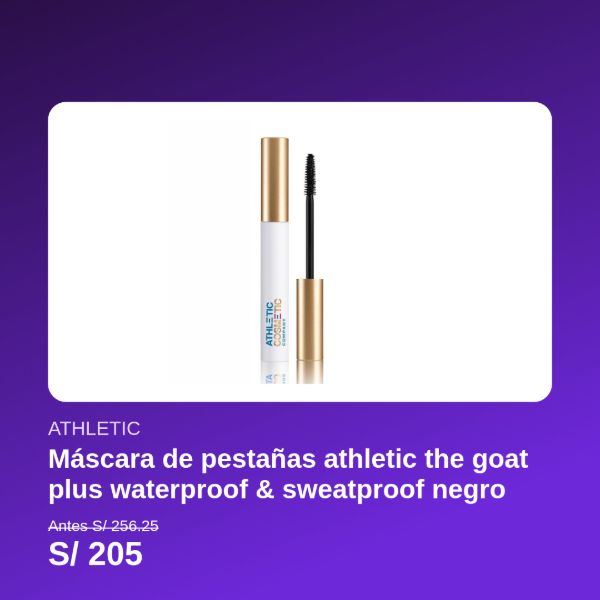 ATHLETIC
COSMETIC
COMPANY
ATHLETIC
Máscara de pestañas athletic the goat
plus waterproof & sweatproof negro
Antes S/ 256.25
S/ 205